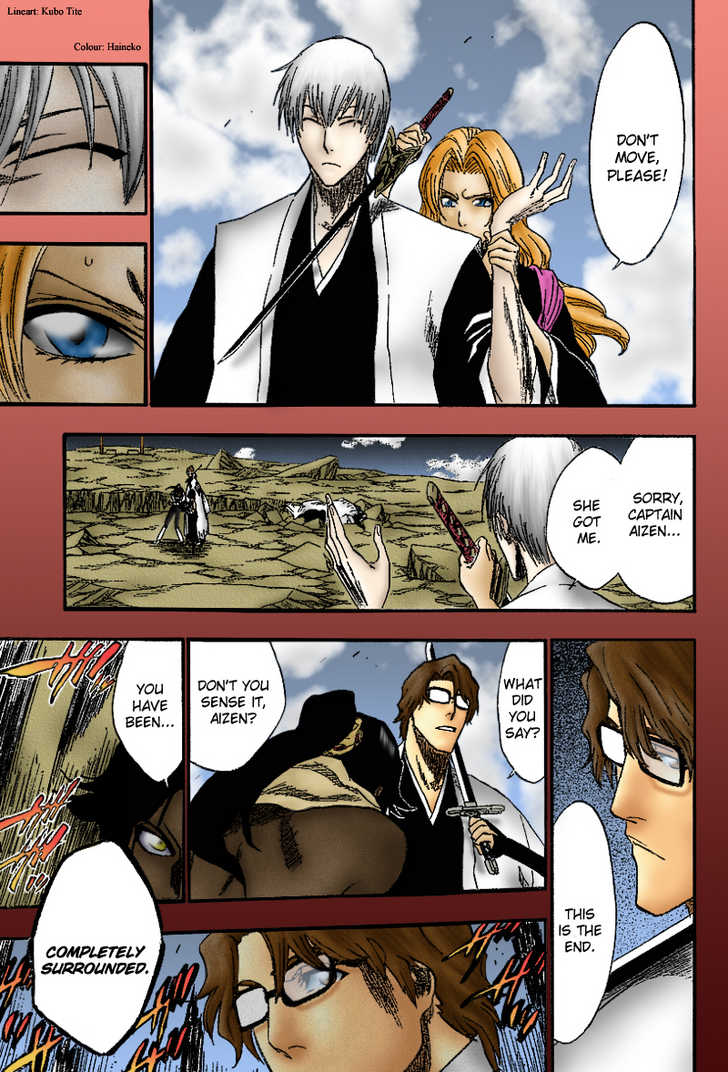 Lineart: Kubo Tite
Colour: Haineko
DON'T
MOVE,
PLEASE!
SORRY,
CAPTAIN
AIZEN...
SHE
GOT
ME.
THIS
IS THE
END.
WHAT
DID
YOU
SAY?
DON'T YOU
SENSE IT,
AIZEN?
YOU
HAVE
BEEN...
COMPLETELY
SURROUNDED.